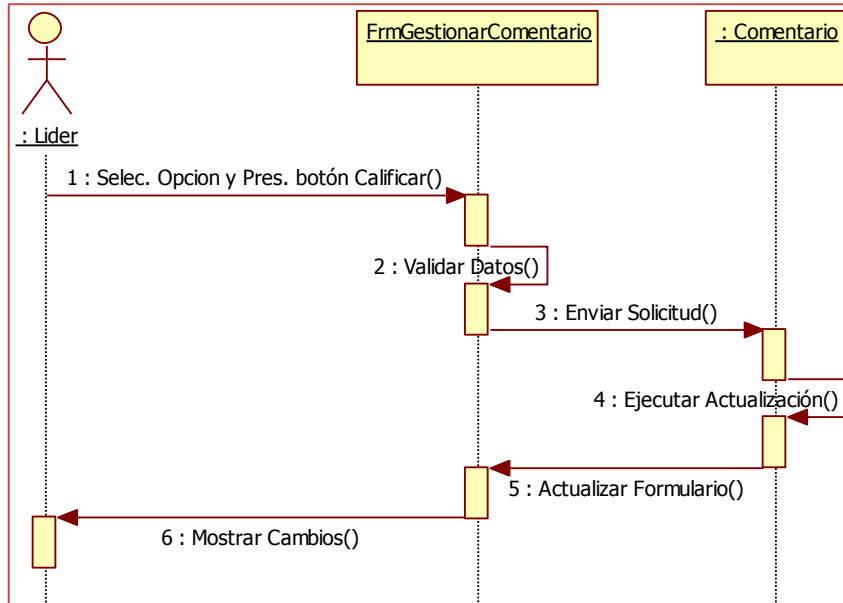 FrmGestionarComentario
: Comentario
: Lider
1 : Selec. Opcion y Pres. botón Calificar()
2 : Validar Datos()
3 : Enviar Solicitud()
4 : Ejecutar Actualización()
5 : Actualizar Formulario()
6 : Mostrar Cambios()